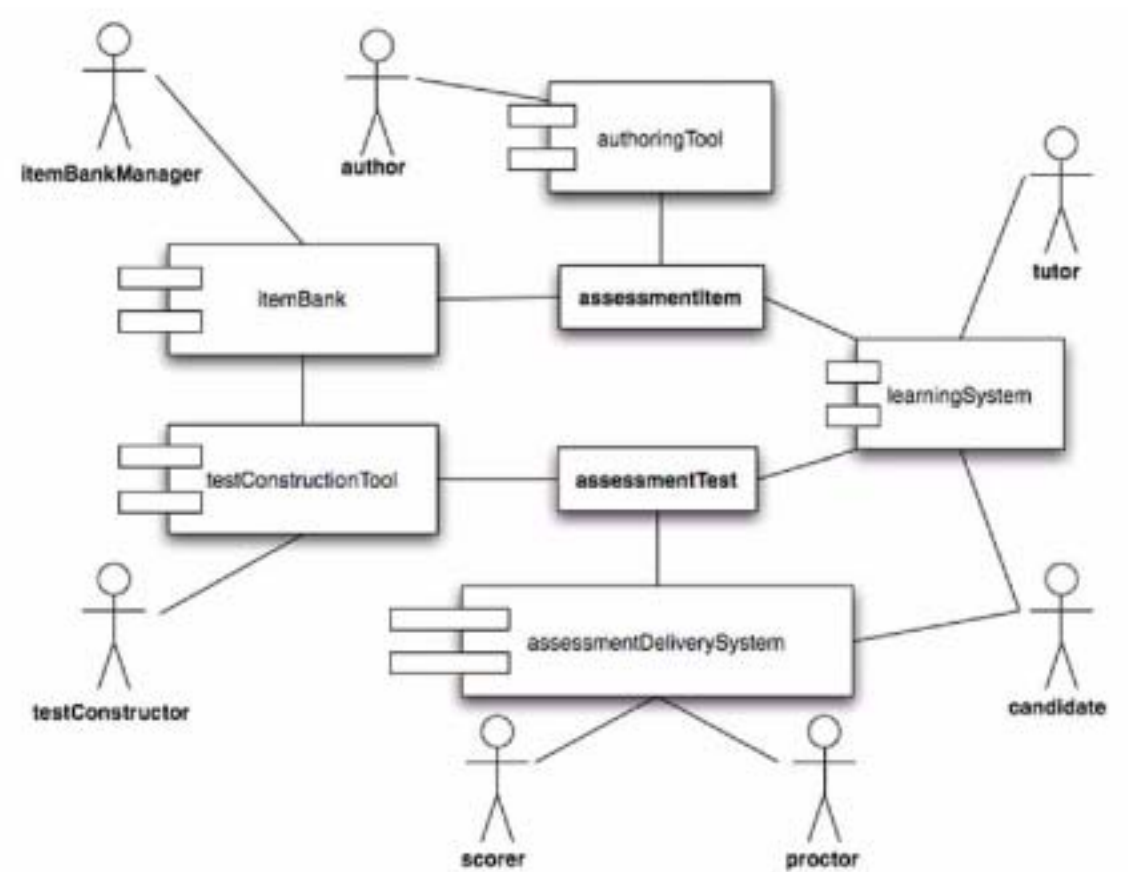 authoringTool
itemBankManager
author
tutor
itemBank
assessmentItem
learningSystem
testConstructionTool
assessmentTest
assessmentDeliverySystem
testConstructor
candidate
scorer
proctor